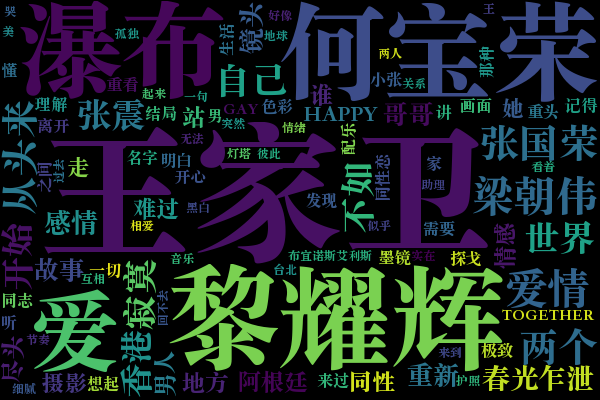 哭
瀑布
何宝荣
王
美
孤独
生活
镜头
好像
地球
两人
那种
懂
重看
自己
小张
关系
理解
起来
一句
谁
从头来
张震
结局
站
男
GAY
色彩
HAPPY
哥哥
讲
画面
她
重头
记得
离开
突然
情绪
配乐
张国荣
之间
过去
走
名字
明白
无法
灯塔
彼此
王家卫
同性恋
家
看着
开心
助理
梁朝伟
感情
难过
黑白
发现
不如
似乎
需要
情感
世界
开始
相爱
故事
一切
音乐
布宜诺斯艾利斯
实在
墨镜
探戈
同志
互相
寂寞
回不去
台北
爱情
爱
黎耀辉
TOGETHER
听
节奏
尽头
香港
男人
来到
极致
两个
细腻
摄影
想起
地方
阿根廷
来过
同性
重新
护照
春光乍泄